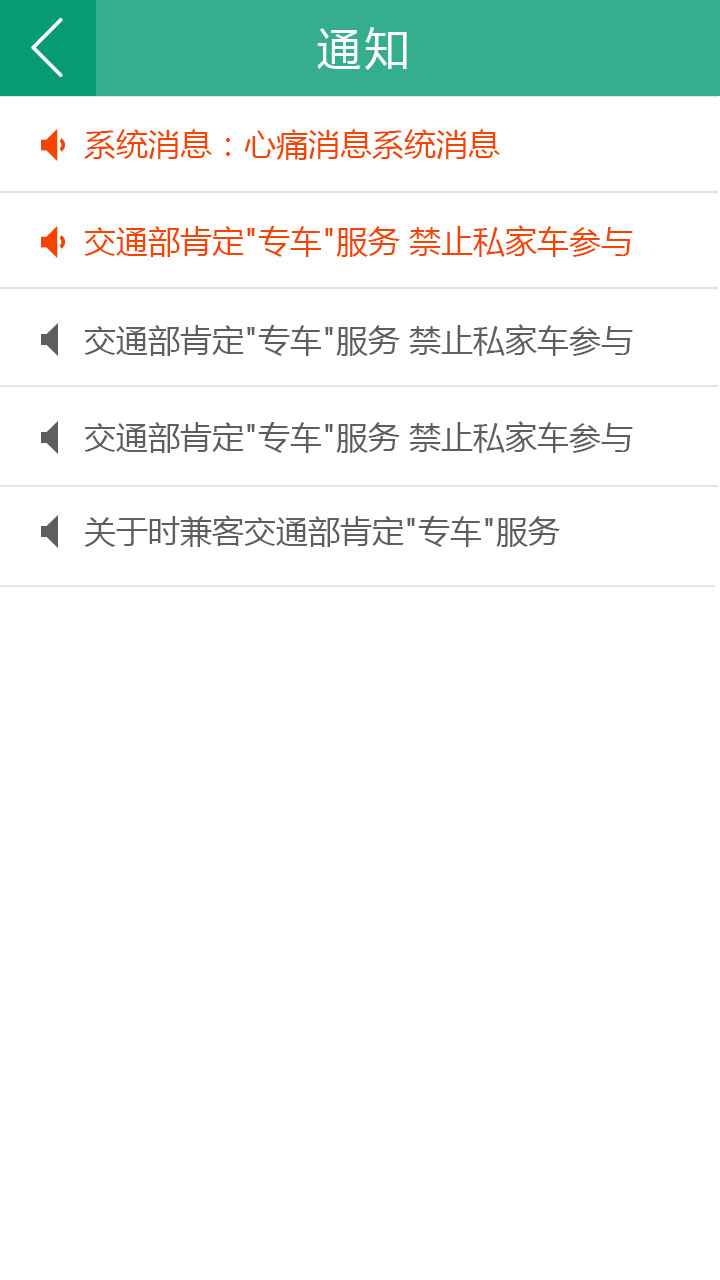 通知
系统消息：心痛消息系统消息
交通部肯定"专车"服务 禁止私家车参与
交通部肯定"专车"服务 禁止私家车参与
交通部肯定"专车"服务 禁止私家车参与
关于时兼客交通部肯定"专车"服务